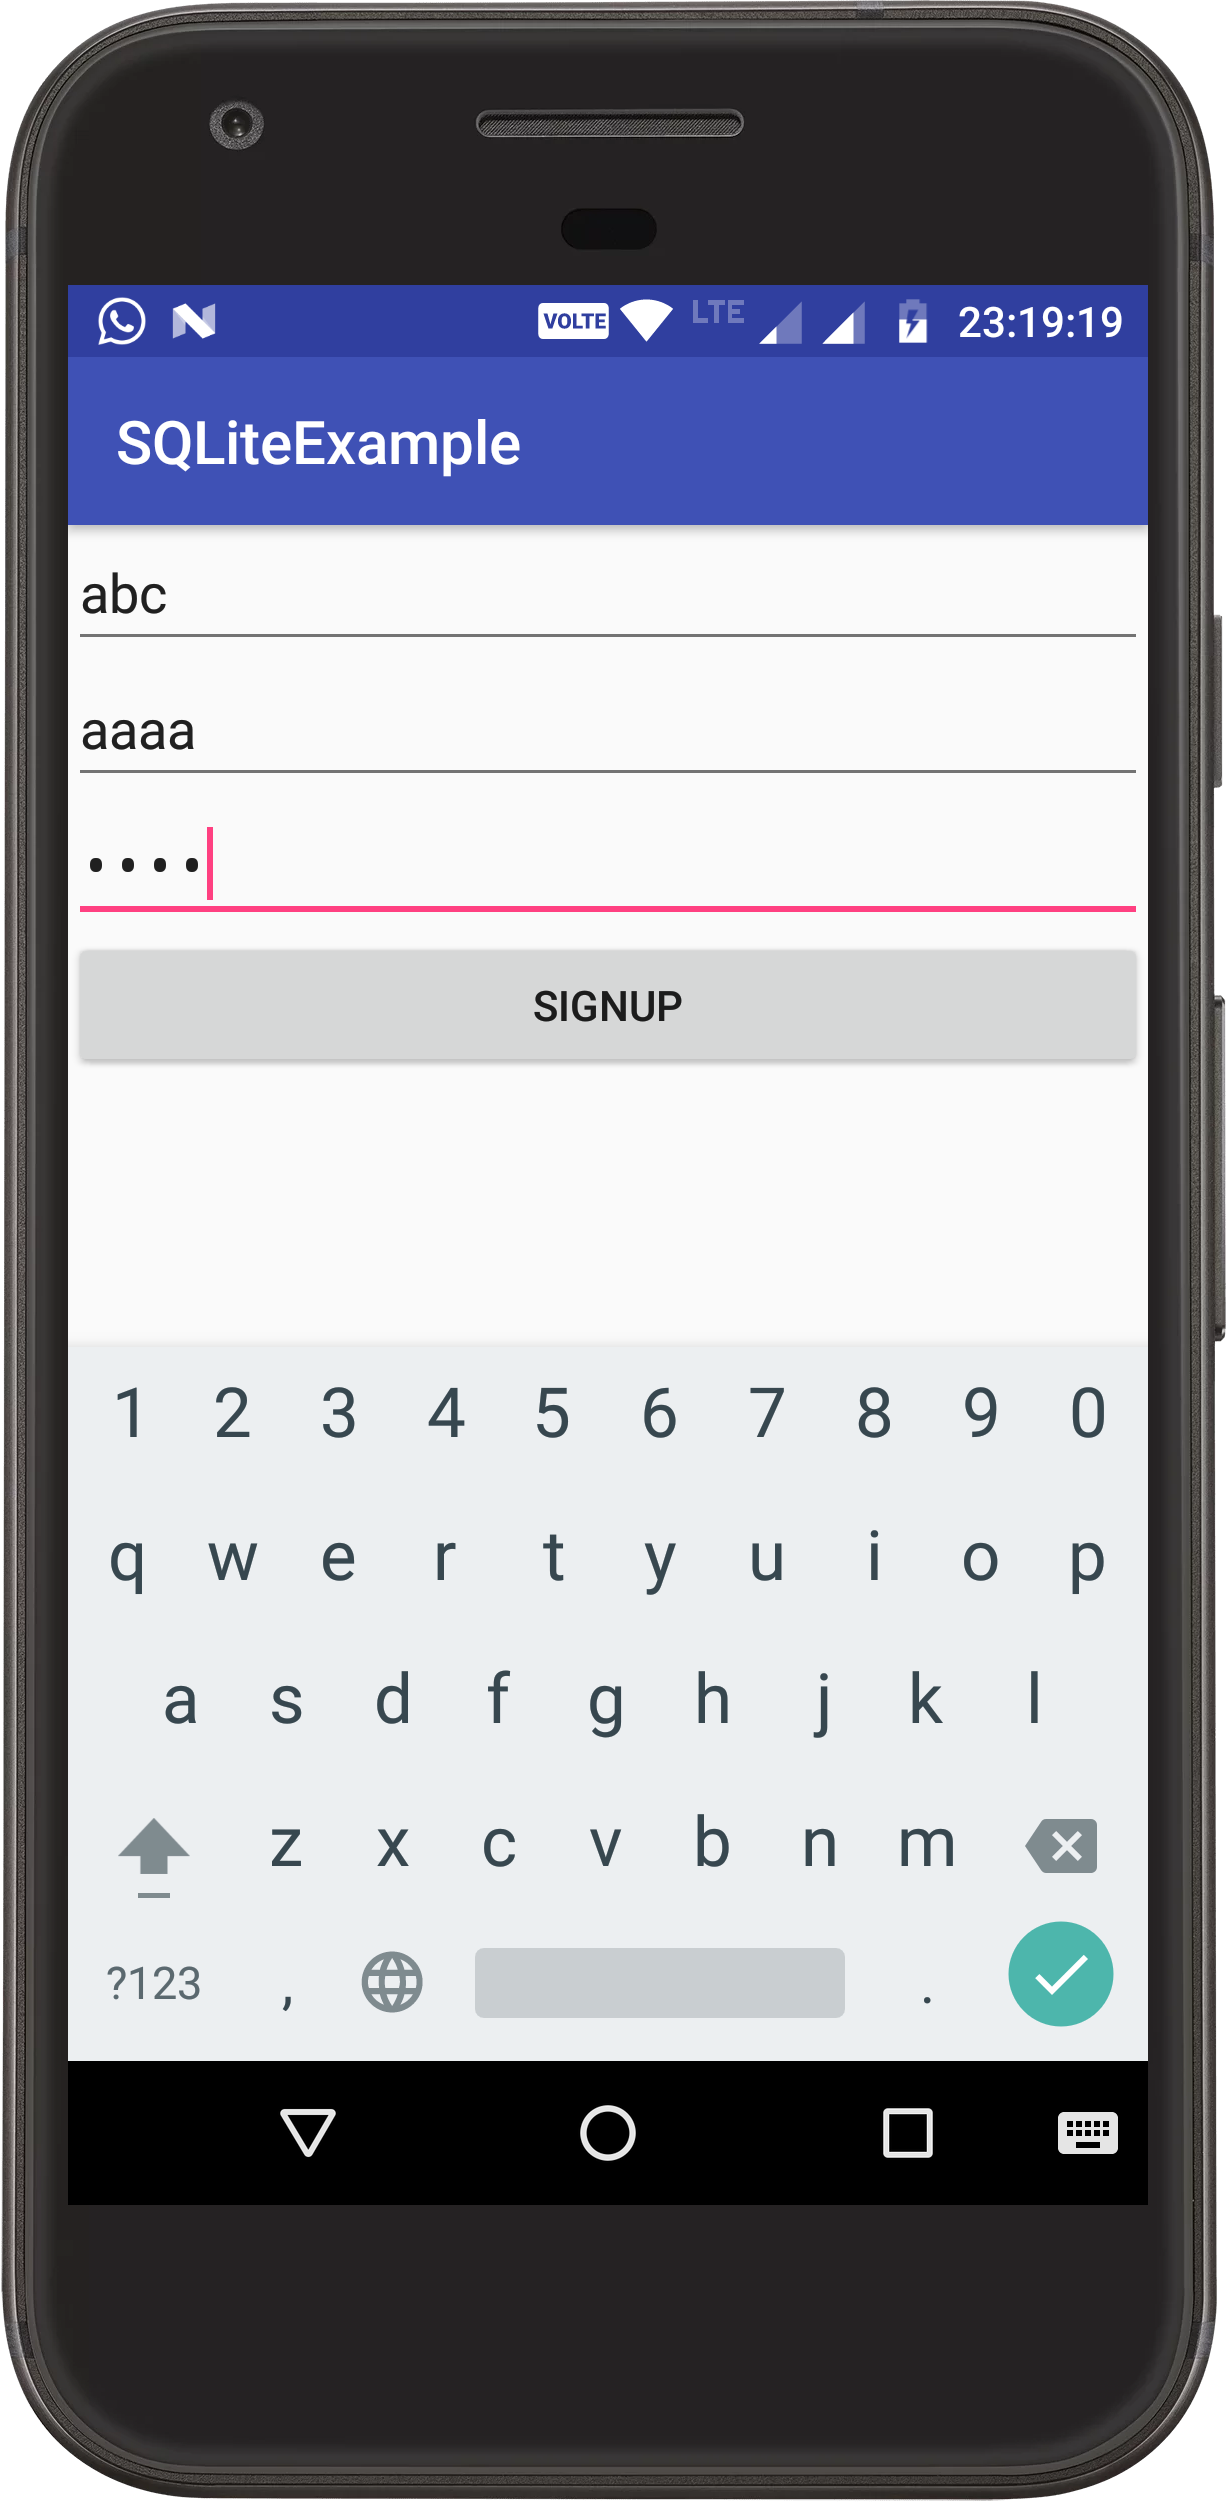 VOLTE LTE 23:19:19
SQLiteExample
abc
aaaa
••••
SIGNUP
1 2 3 4 5 6 7 8 9 0
q w e r t y u i o p
a s d f g h j k l
z x c v b n m
?123 , .